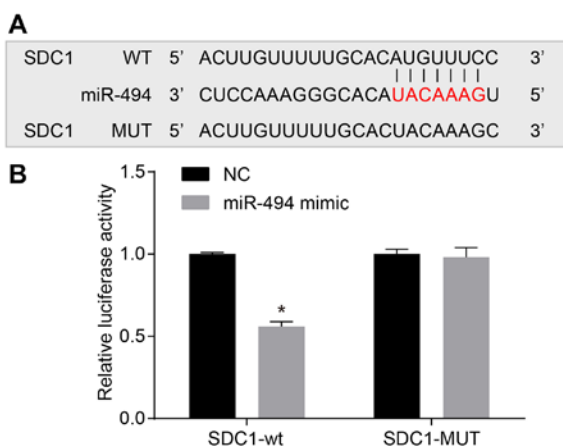 A
SDC1 WT 5’ ACUUGUUUUUGCACAUGUUUCC 3’
miR-494 3’ CUCCAAAGGGCACAUACAAAGU 5’
SDC1 MUT 5’ ACUUGUUUUUGCACUACAAAGC 3’
B
NC
miR-494 mimic
Relative luciferase activity
1.5
1.0
0.5
0.0
*
SDC1-wt SDC1-MUT